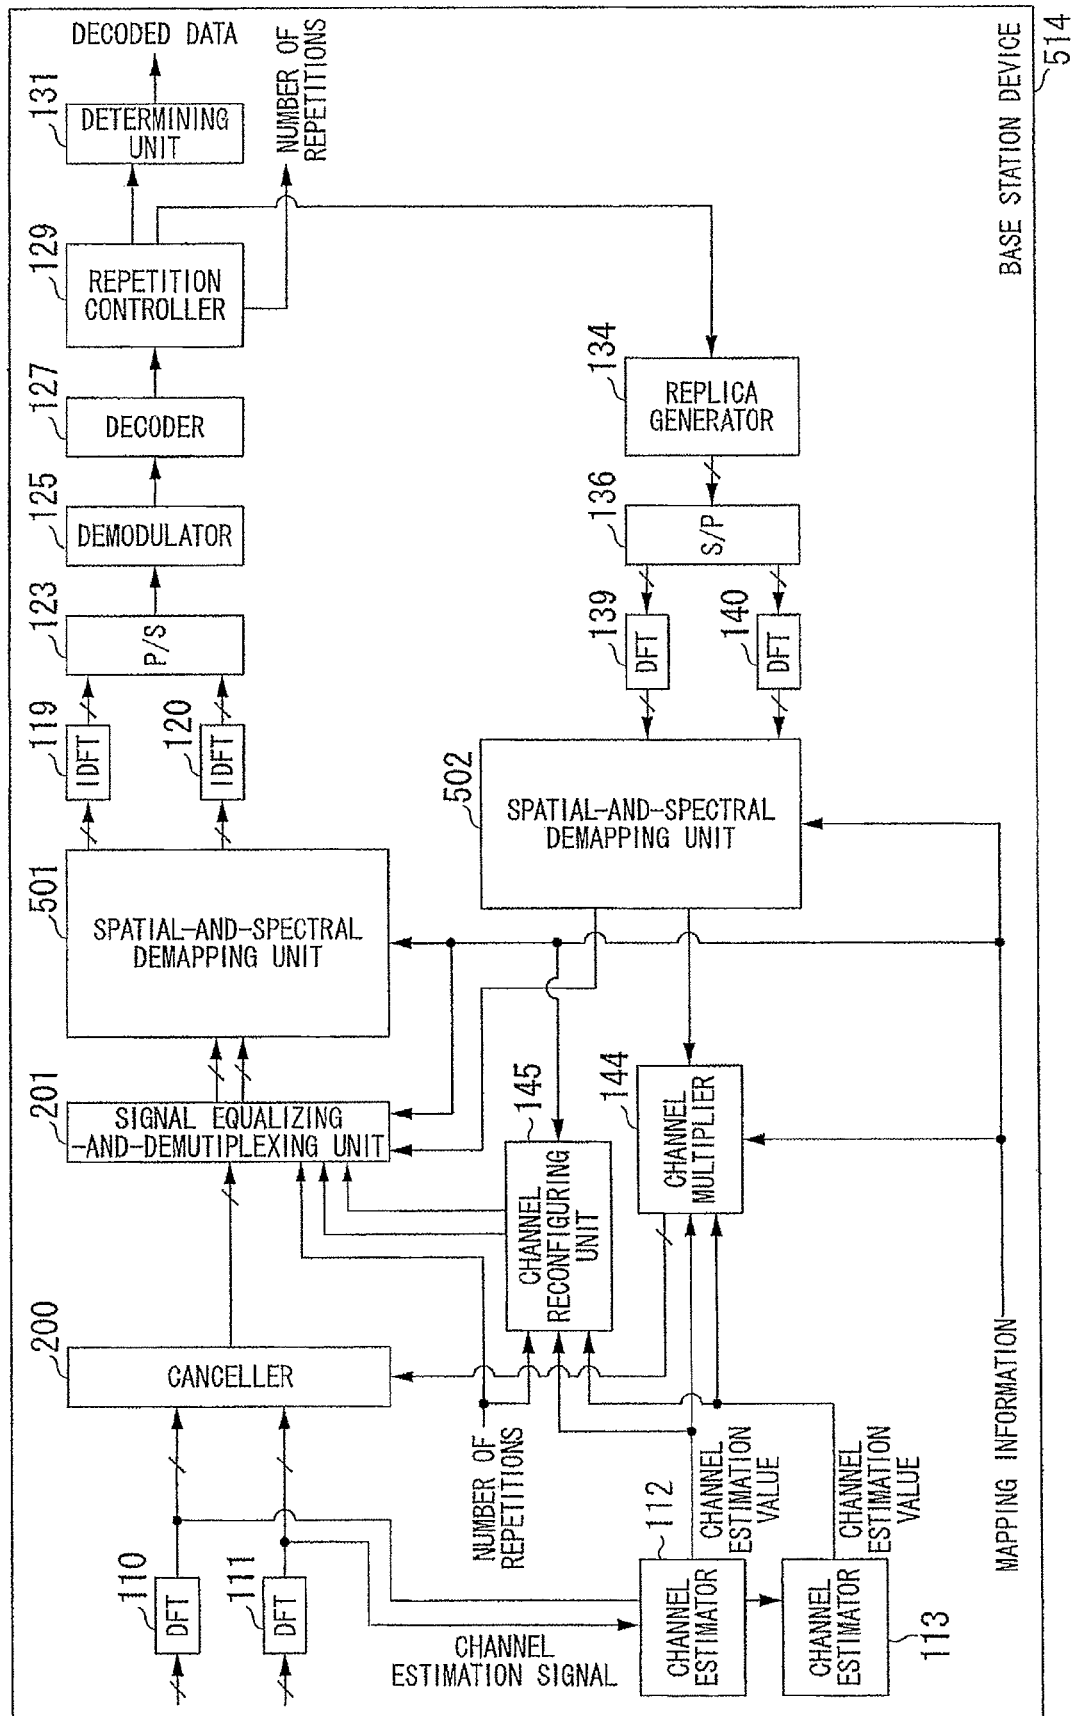 DECODED DATA
131
DETERMINING
UNIT
NUMBER OF
REPETITIONS
129
REPETITION
CONTROLLER
127
DECODER
125
DEMODULATOR
123
P/S
119
IDFT
120
IDFT
501
SPATIAL-AND-SPECTRAL
DEMAPPING UNIT
201
SIGNAL EQUALIZING
-AND-DEMUTIPLEXING UNIT
200
CANCELLER
110
DFT
111
DFT
134
REPLICA
GENERATOR
136
S/P
139
DFT
140
DFT
502
SPATIAL-AND-SPECTRAL
DEMAPPING UNIT
145
CHANNEL
RECONFIGURING
UNIT
144
CHANNEL
MULTIPLIER
NUMBER OF
REPETITIONS
CHANNEL
ESTIMATION SIGNAL
112
CHANNEL
ESTIMATOR
CHANNEL
ESTIMATION
VALUE
113
CHANNEL
ESTIMATOR
CHANNEL
ESTIMATION
VALUE
MAPPING INFORMATION
BASE STATION DEVICE
514